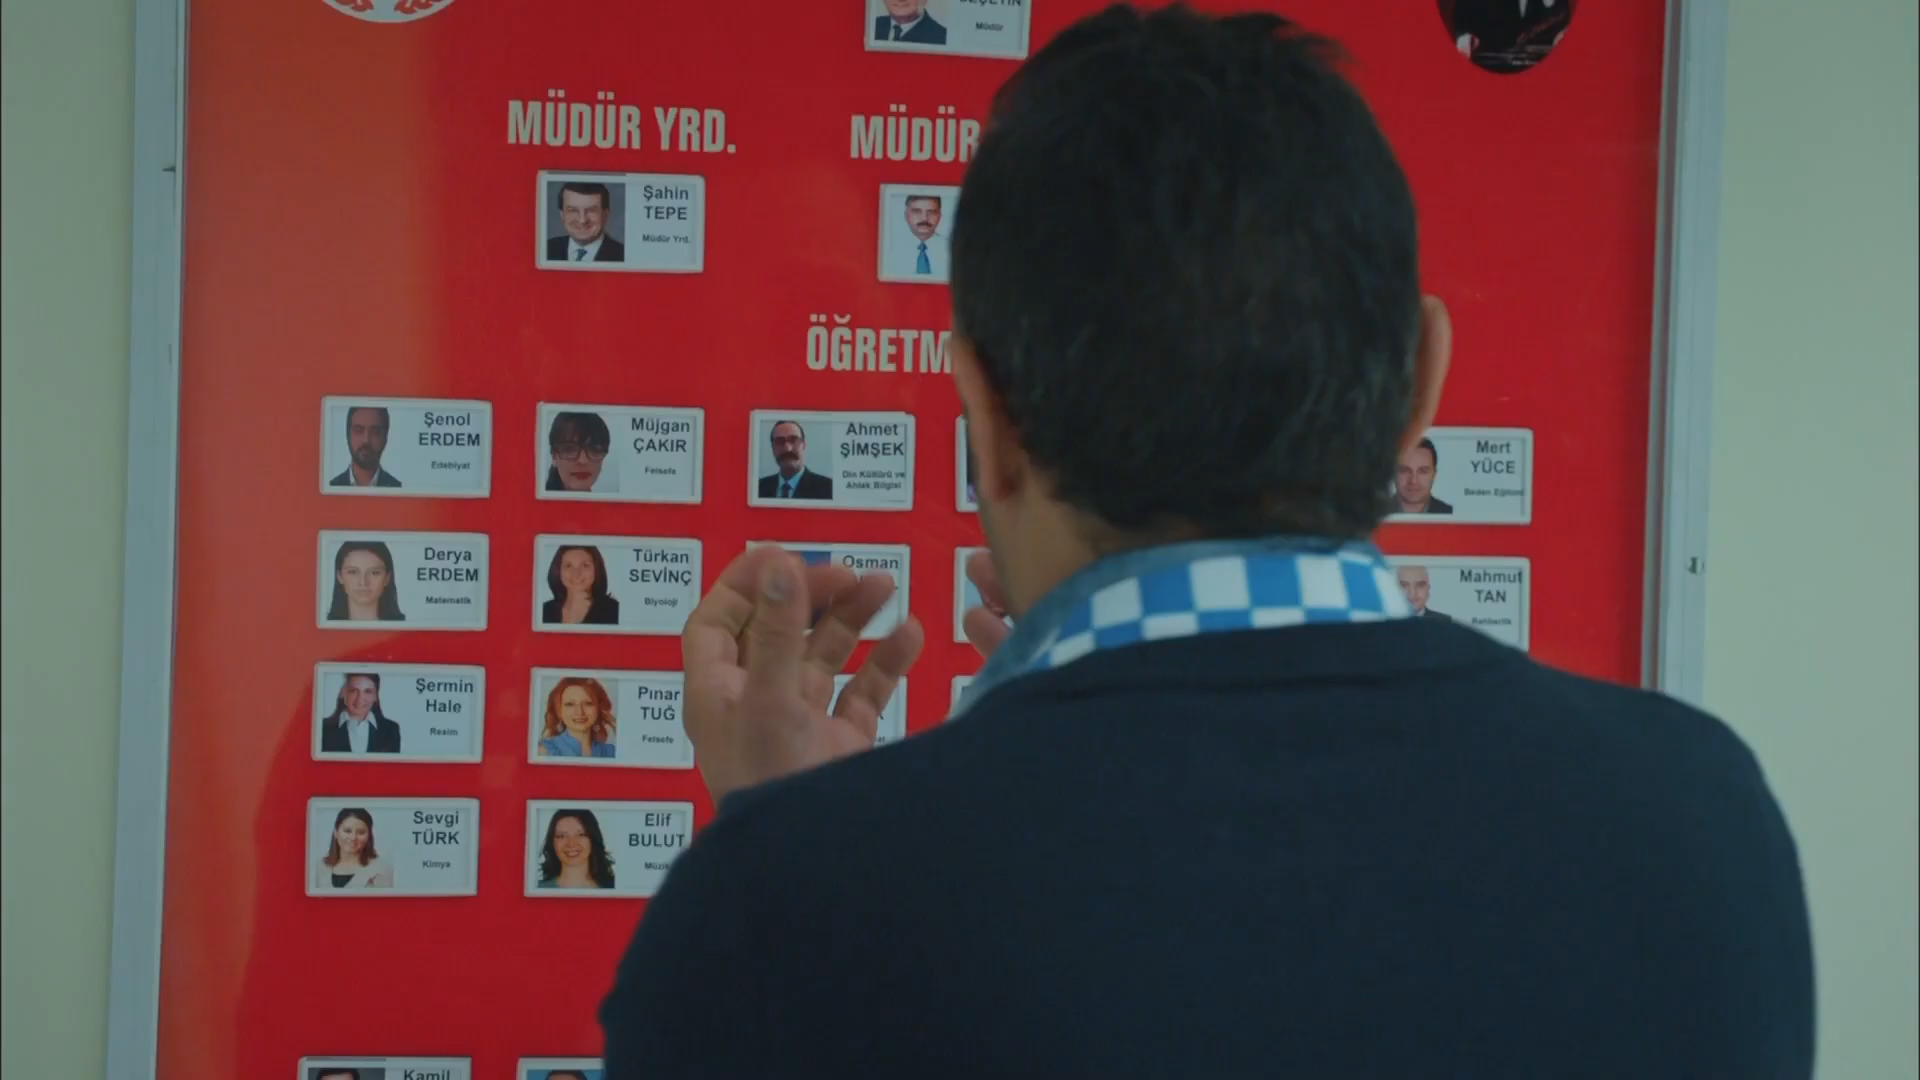 Müdür
MÜDÜR YRD.
MÜDÜR
Şahin
TEPE
Müdür Yrd.
ÖĞRETM
Şenol
ERDEM
Edebiyat
Müjgan
ÇAKIR
Felsefe
Ahmet
ŞİMŞEK
Din Kültürü ve
Ahlak Bilgisi
Mert
YÜCE
Beden Eğitimi
Derya
ERDEM
Matematik
Türkan
SEVİNÇ
Biyoloji
Osman
Mahmut
TAN
Rehberlik
Şermin
Hale
Resim
Pınar
TUĞ
Felsefe
Sevgi
TÜRK
Kimya
Elif
BULUT
Müzik
Kamil